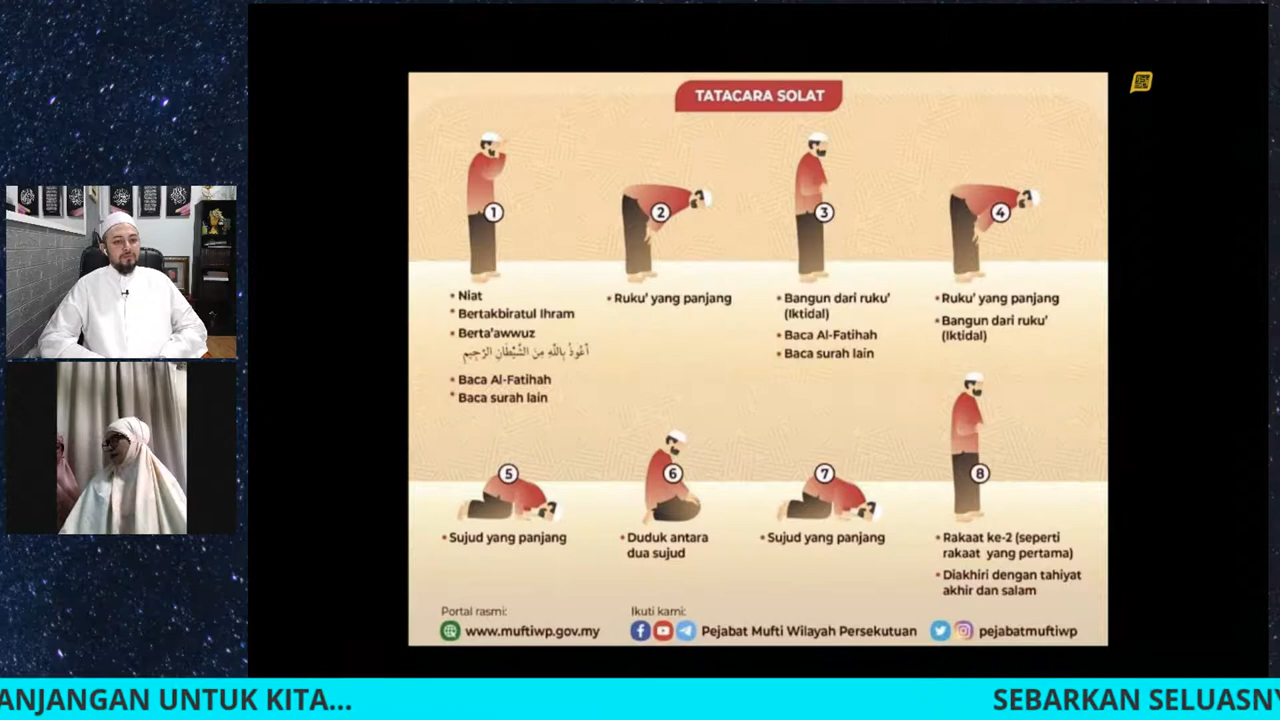 TATACARA SOLAT
1
• Niat
• Bertakbiratul Ihram
• Berta'awwuz
أَعُوذُ بِاللَّهِ مِنَ الشَّيْطَانِ الرَّجِيمِ
• Baca Al-Fatihah
• Baca surah lain
2
• Ruku' yang panjang
3
• Bangun dari ruku'
(Iktidal)
• Baca Al-Fatihah
• Baca surah lain
4
• Ruku' yang panjang
• Bangun dari ruku'
(Iktidal)
5
• Sujud yang panjang
6
• Duduk antara
dua sujud
7
• Sujud yang panjang
8
• Rakaat ke-2 (seperti
rakaat yang pertama)
• Diakhiri dengan tahiyat
akhir dan salam
Portal rasmi:
www.muftiwp.gov.my
Ikuti kami:
Pejabat Mufti Wilayah Persekutuan
pejabatmuftiwp
ANJANGAN UNTUK KITA... SEBARKAN SELUASNY